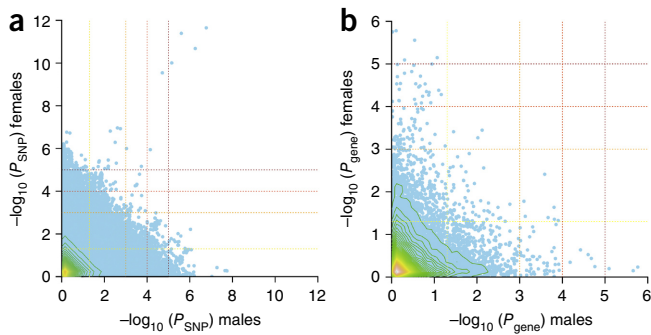 a
b
12
10
8
6
4
2
0
–log10 (PSNP) females
0 2 4 6 8 10 12
–log10 (PSNP) males
6
5
4
3
2
1
0
–log10 (Pgene) females
0 1 2 3 4 5 6
–log10 (Pgene) males